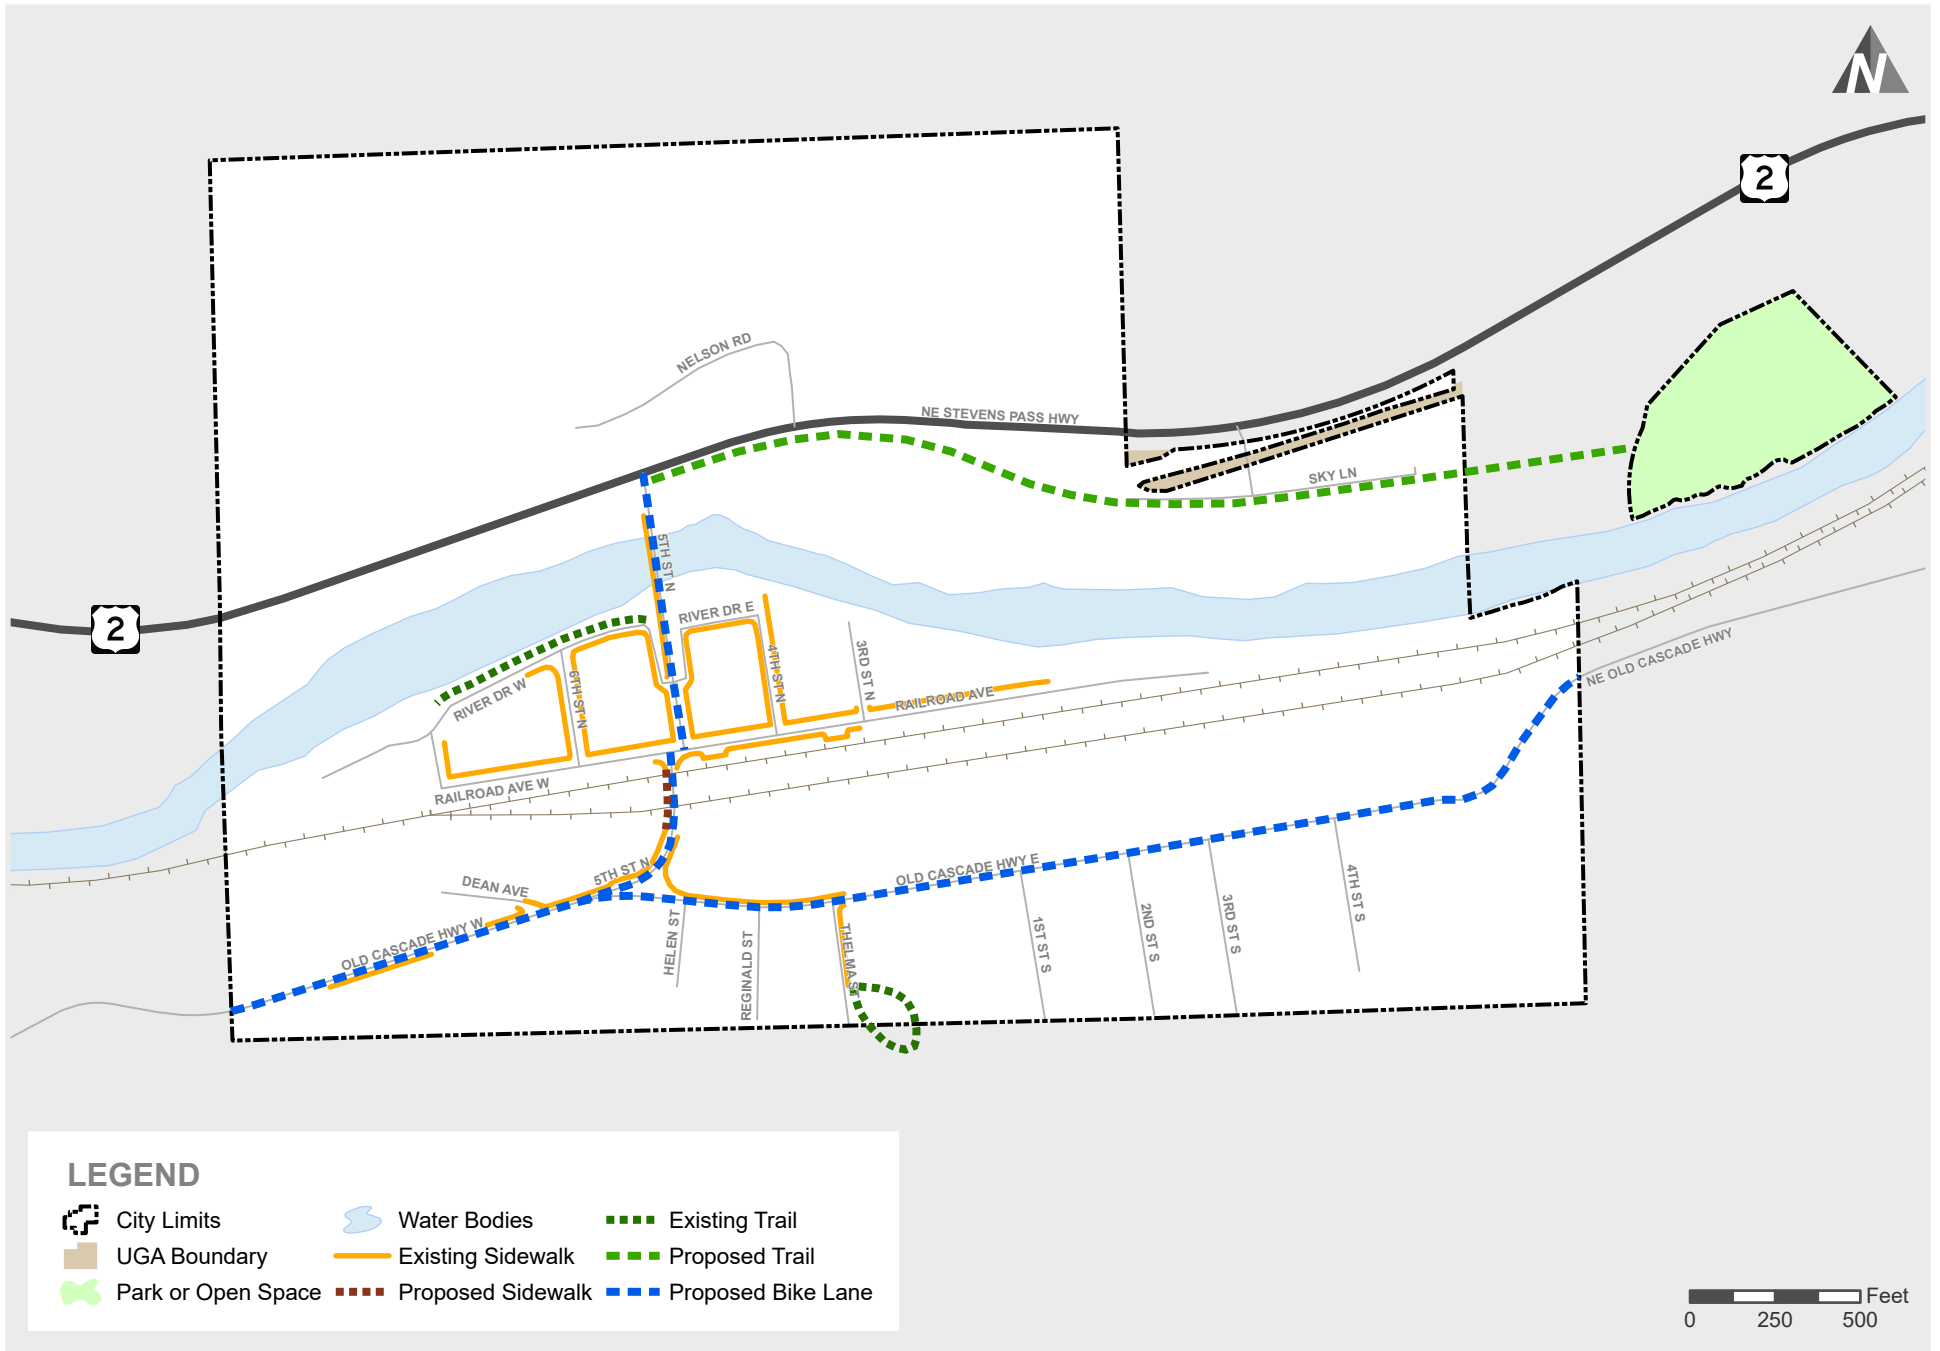 N
2
NELSON RD
NE STEVENS PASS HWY
SKY LN
5TH ST N
2
RIVER DR E
RIVER DR W
6TH ST N
4TH ST N
3RD ST N
RAILROAD AVE
NE OLD CASCADE HWY
RAILROAD AVE W
5TH ST N
DEAN AVE
OLD CASCADE HWY E
OLD CASCADE HWY W
HELEN ST
REGINALD ST
THELMA ST
1ST ST S
2ND ST S
3RD ST S
4TH ST S
LEGEND
City Limits
UGA Boundary
Park or Open Space
Water Bodies
Existing Sidewalk
Proposed Sidewalk
Existing Trail
Proposed Trail
Proposed Bike Lane
Feet
0 250 500